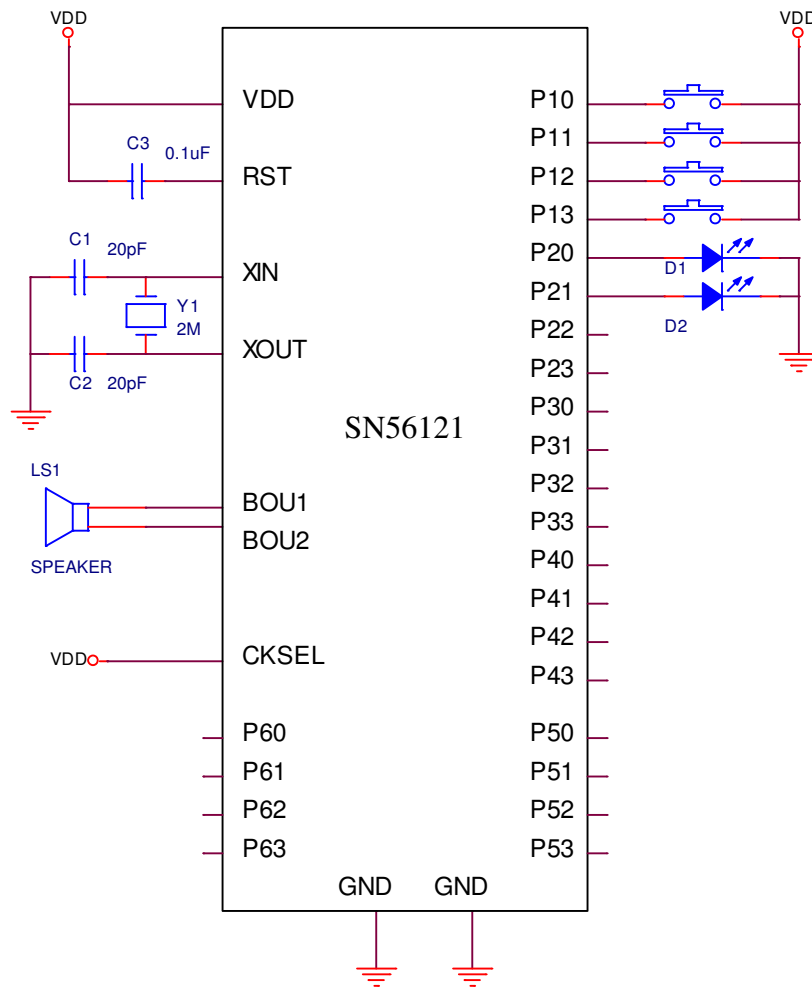 VDD
VDD
VDD
RST
C3
0.1uF
C1
20pF
XIN
Y1
2M
XOUT
C2
20pF
SN56121
LS1
BOU1
BOU2
SPEAKER
VDD
CKSEL
P60
P61
P62
P63
GND
GND
P10
P11
P12
P13
P20
D1
P21
D2
P22
P23
P30
P31
P32
P33
P40
P41
P42
P43
P50
P51
P52
P53